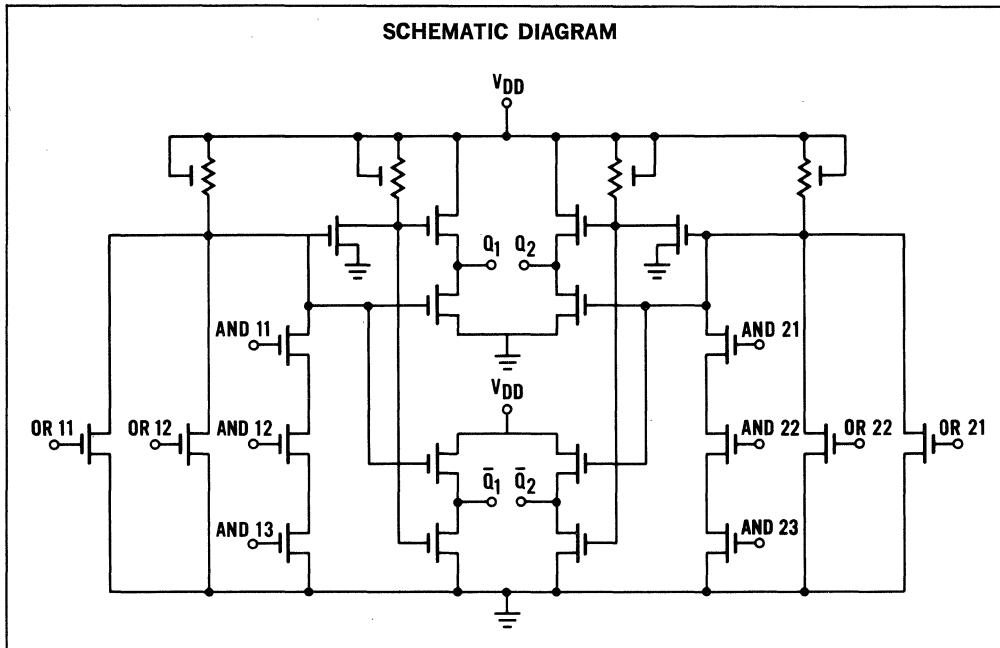 SCHEMATIC DIAGRAM
VDD
Q1 Q2
AND 11 AND 21
VDD
OR 11 OR 12 AND 12 AND 22 OR 22 OR 21
Q̄1 Q̄2
AND 13 AND 23